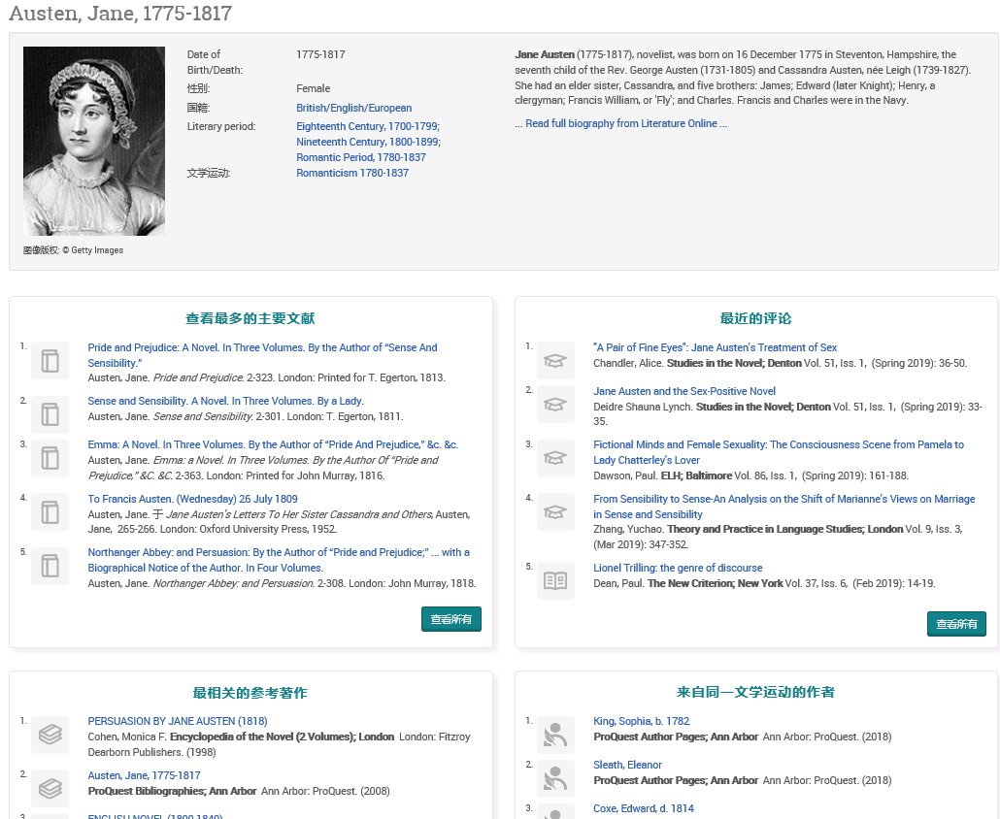 Austen, Jane, 1775-1817
Date of
Birth/Death:
1775-1817
性别:
Female
国籍:
British/English/European
Literary period:
Eighteenth Century, 1700-1799;
Nineteenth Century, 1800-1899;
Romantic Period, 1780-1837
文学运动:
Romanticism 1780-1837
图像版权: © Getty Images
Jane Austen (1775-1817), novelist, was born on 16 December 1775 in Steventon, Hampshire, the
seventh child of the Rev. George Austen (1731-1805) and Cassandra Austen, née Leigh (1739-1827).
She had an elder sister, Cassandra, and five brothers: James; Edward (later Knight); Henry, a
clergyman; Francis William, or 'Fly'; and Charles. Francis and Charles were in the Navy.
... Read full biography from Literature Online ...
查看最多的主要文献
1.
Pride and Prejudice: A Novel. In Three Volumes. By the Author of “Sense And
Sensibility.”
Austen, Jane. Pride and Prejudice. 2-323. London: Printed for T. Egerton, 1813.
2.
Sense and Sensibility. A Novel. In Three Volumes. By a Lady.
Austen, Jane. Sense and Sensibility. 2-301. London: T. Egerton, 1811.
3.
Emma: A Novel. In Three Volumes. By the Author of “Pride And Prejudice,” &c. &c.
Austen, Jane. Emma: a Novel. In Three Volumes. By the Author Of “Pride and
Prejudice,” &C. &C. 2-363. London: Printed for John Murray, 1816.
4.
To Francis Austen. (Wednesday) 26 July 1809
Austen, Jane. 于 Jane Austen's Letters To Her Sister Cassandra and Others, Austen,
Jane, 265-266. London: Oxford University Press, 1952.
5.
Northanger Abbey: and Persuasion: By the Author of “Pride and Prejudice;” ... with a
Biographical Notice of the Author. In Four Volumes.
Austen, Jane. Northanger Abbey: and Persuasion. 2-308. London: John Murray, 1818.
查看所有
最近的评论
1.
"A Pair of Fine Eyes": Jane Austen's Treatment of Sex
Chandler, Alice. Studies in the Novel; Denton Vol. 51, Iss. 1, (Spring 2019): 36-50.
2.
Jane Austen and the Sex-Positive Novel
Deidre Shauna Lynch. Studies in the Novel; Denton Vol. 51, Iss. 1, (Spring 2019): 33-
35.
3.
Fictional Minds and Female Sexuality: The Consciousness Scene from Pamela to
Lady Chatterley's Lover
Dawson, Paul. ELH; Baltimore Vol. 86, Iss. 1, (Spring 2019): 161-188.
4.
From Sensibility to Sense-An Analysis on the Shift of Marianne's Views on Marriage
in Sense and Sensibility
Zhang, Yuchao. Theory and Practice in Language Studies; London Vol. 9, Iss. 3,
(Mar 2019): 347-352.
5.
Lionel Trilling: the genre of discourse
Dean, Paul. The New Criterion; New York Vol. 37, Iss. 6, (Feb 2019): 14-19.
查看所有
最相关的参考著作
1.
PERSUASION BY JANE AUSTEN (1818)
Cohen, Monica F. Encyclopedia of the Novel (2 Volumes); London London: Fitzroy
Dearborn Publishers. (1998)
2.
Austen, Jane, 1775-1817
ProQuest Bibliographies; Ann Arbor Ann Arbor: ProQuest. (2008)
3.
ENGLISH NOVEL (1800-1840)
来自同一文学运动的作者
1.
King, Sophia, b. 1782
ProQuest Author Pages; Ann Arbor Ann Arbor: ProQuest. (2018)
2.
Sleath, Eleanor
ProQuest Author Pages; Ann Arbor Ann Arbor: ProQuest. (2018)
3.
Coxe, Edward, d. 1814